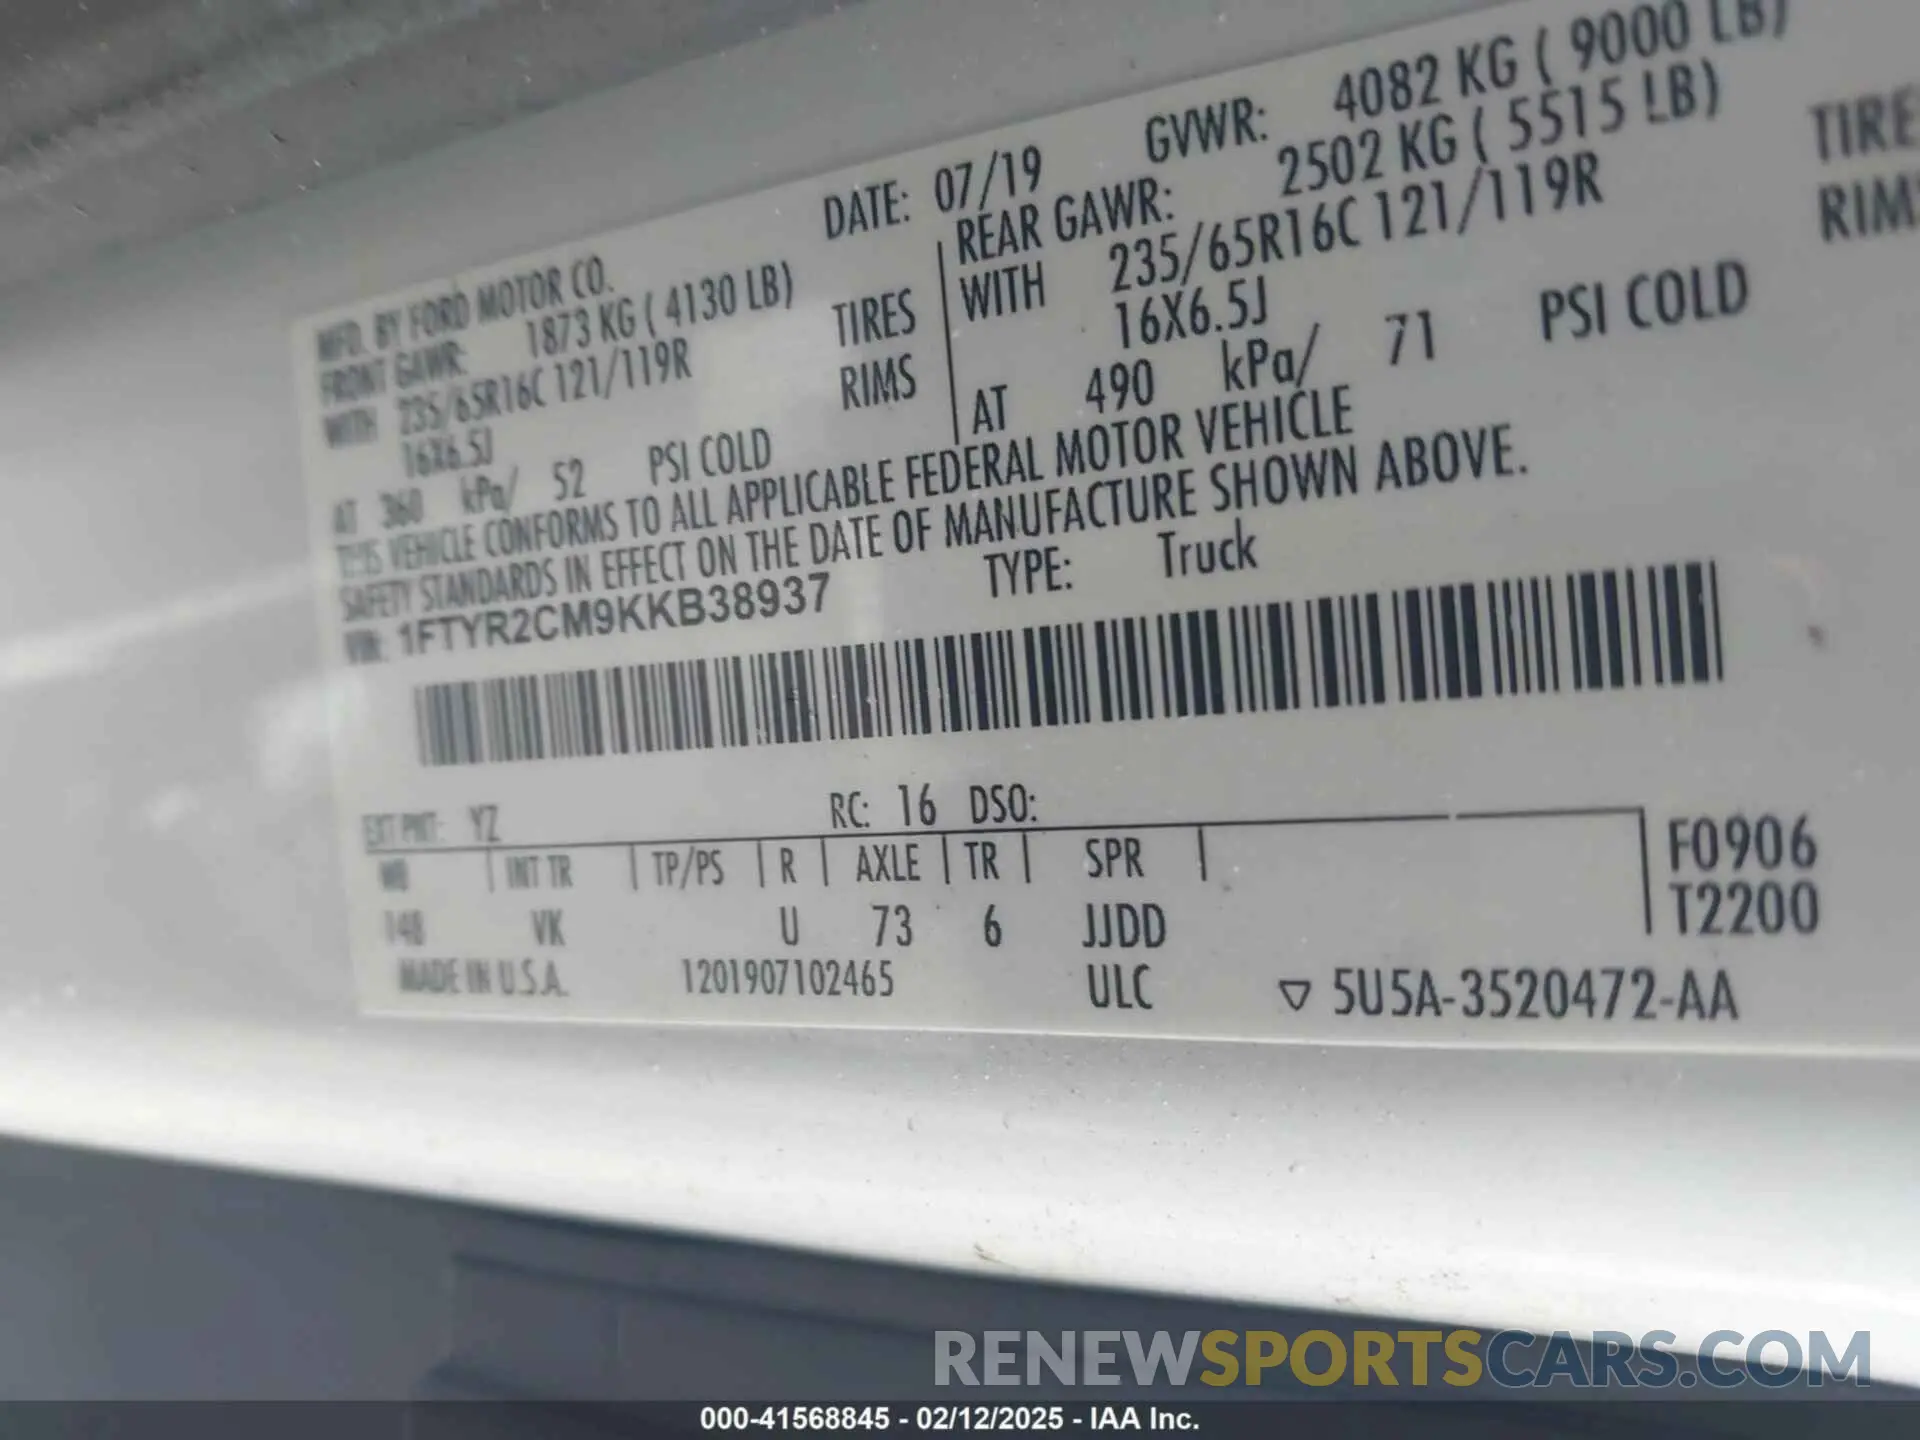 MFD. BY FORD MOTOR CO. DATE: 07/19 GVWR: 4082 KG ( 9000 LB)
FRONT GAWR: 1873 KG ( 4130 LB) REAR GAWR: 2502 KG ( 5515 LB)
WITH 235/65R16C 121/119R TIRES WITH 235/65R16C 121/119R TIRE
16X6.5J RIMS 16X6.5J RIM
AT 360 kPa/ 52 PSI COLD AT 490 kPa/ 71 PSI COLD
THIS VEHICLE CONFORMS TO ALL APPLICABLE FEDERAL MOTOR VEHICLE
SAFETY STANDARDS IN EFFECT ON THE DATE OF MANUFACTURE SHOWN ABOVE.
VIN: 1FTYR2CM9KKB38937 TYPE: Truck
EXT PNT: YZ RC: 16 DSO:
WB INT TR TP/PS R AXLE TR SPR F0906
148 VK U 73 6 JJDD T2200
MADE IN U.S.A. 1201907102465 ULC ▽ 5U5A-3520472-AA
RENEWSPORTSCARS.COM
000-41568845 - 02/12/2025 - IAA Inc.